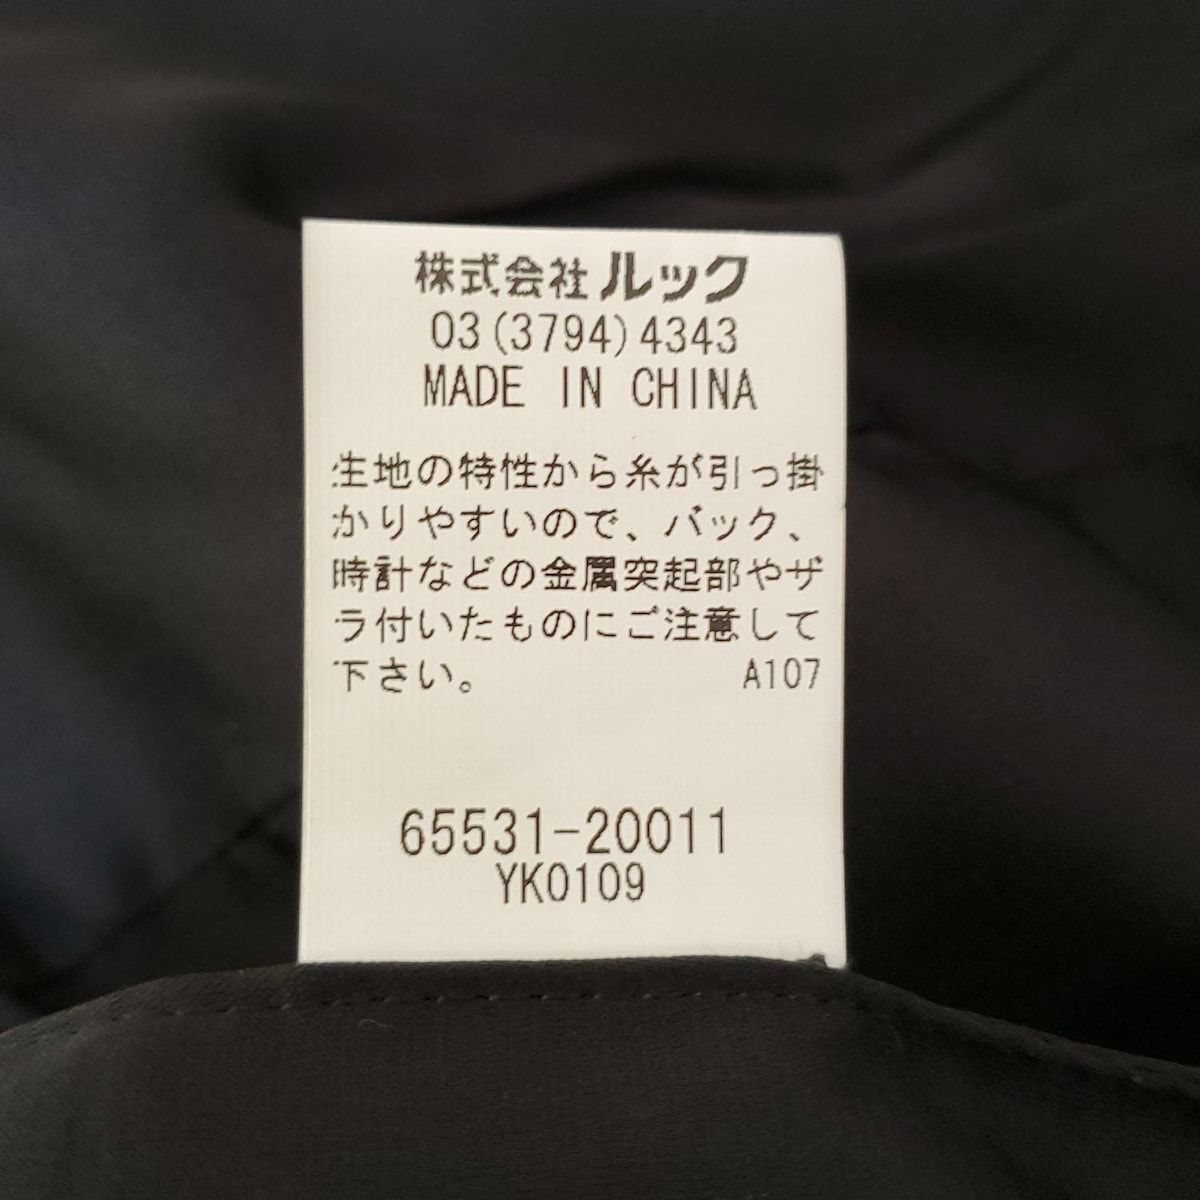 株式会社 ルック
03(3794)4343
MADE IN CHINA
生地の特性から糸が引っ掛
かりやすいので、バック、
時計などの金属突起部やザ
ラ付いたものにご注意して
下さい。 A107
65531-20011
YK0109